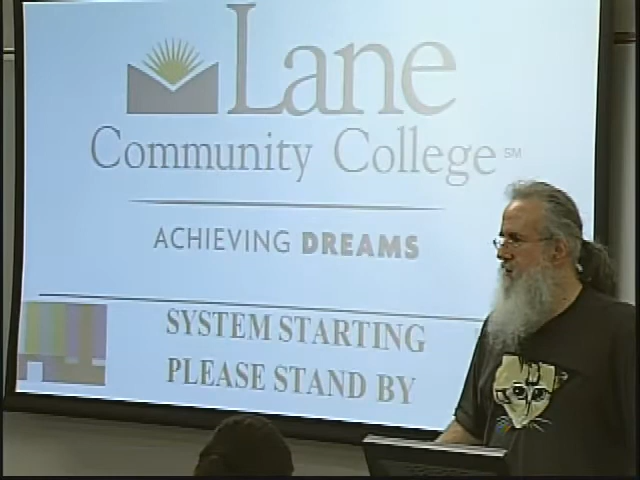 Lane
Community College SM
ACHIEVING DREAMS
SYSTEM STARTING
PLEASE STAND BY